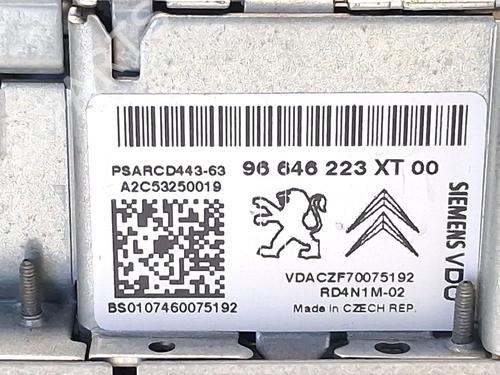 PSARCD443-63 96 646 223 XT 00
A2C53250019
SIEMENS VDO
VDACZF70075192
RD4N1M-02
BS0107460075192
Made in CZECH REP.